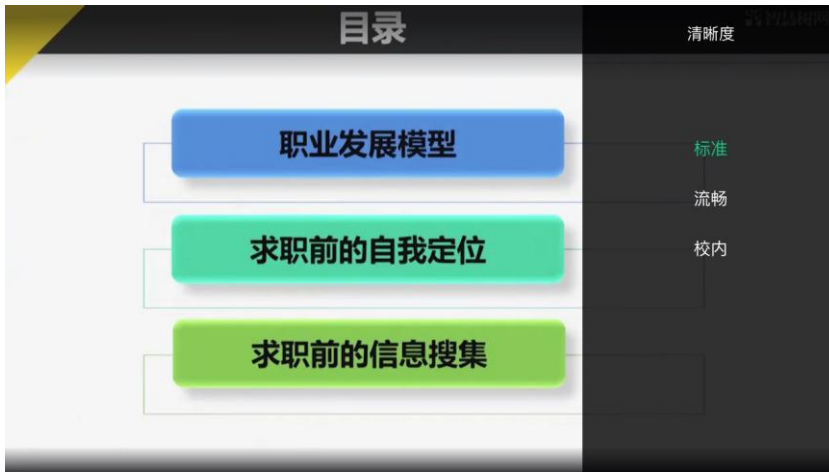 目录
清晰度
职业发展模型
标准
流畅
求职前的自我定位
校内
求职前的信息搜集